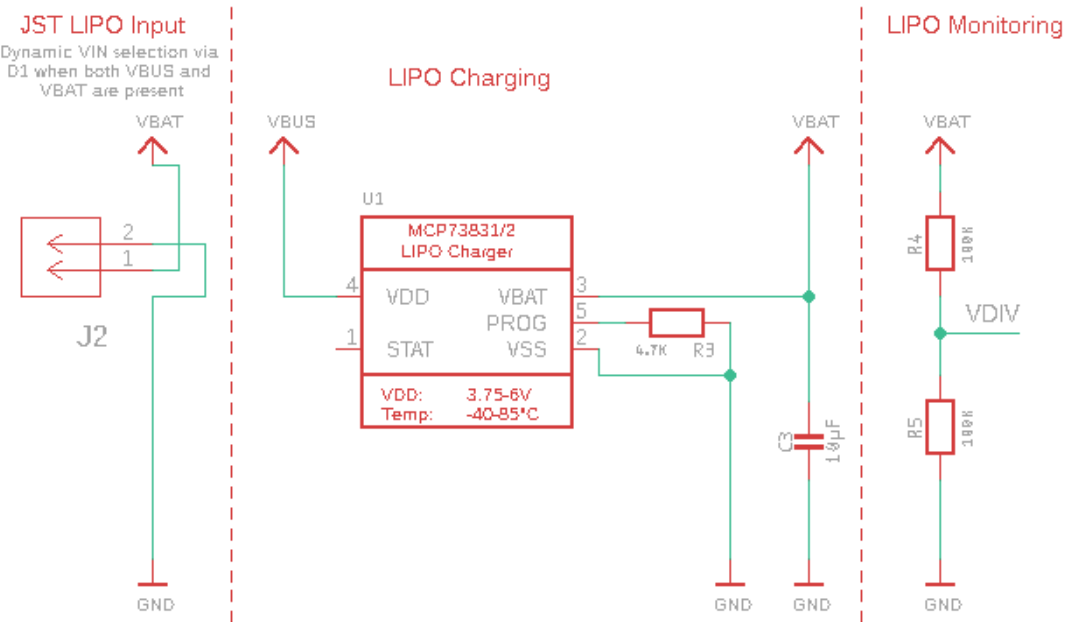 JST LIPO Input
Dynamic VIN selection via
D1 when both VBUS and
VBAT are present
VBAT
2
1
J2
GND
LIPO Charging
VBUS
VBAT
U1
MCP73831/2
LIPO Charger
4 VDD VBAT 3
PROG 5
1 STAT VSS 2
4.7K R3
VDD: 3.75-6V
Temp: -40-85°C
C3 10µF
GND GND
LIPO Monitoring
VBAT
R4 100K
VDIV
R5 100K
GND